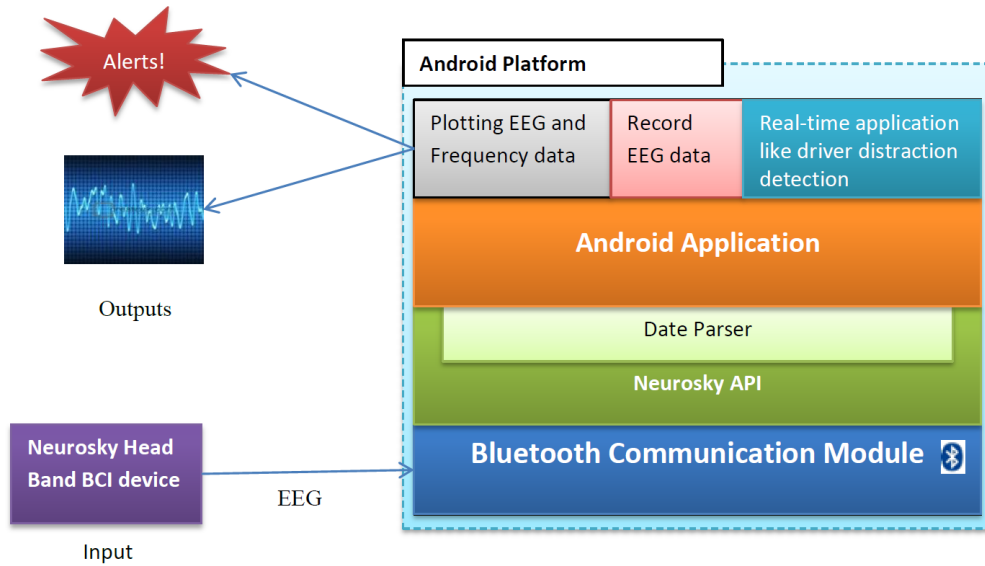 Alerts!
Android Platform
Plotting EEG and
Frequency data
Record
EEG data
Real-time application
like driver distraction
detection
Android Application
Outputs
Date Parser
Neurosky API
Neurosky Head
Band BCI device
Bluetooth Communication Module
EEG
Input